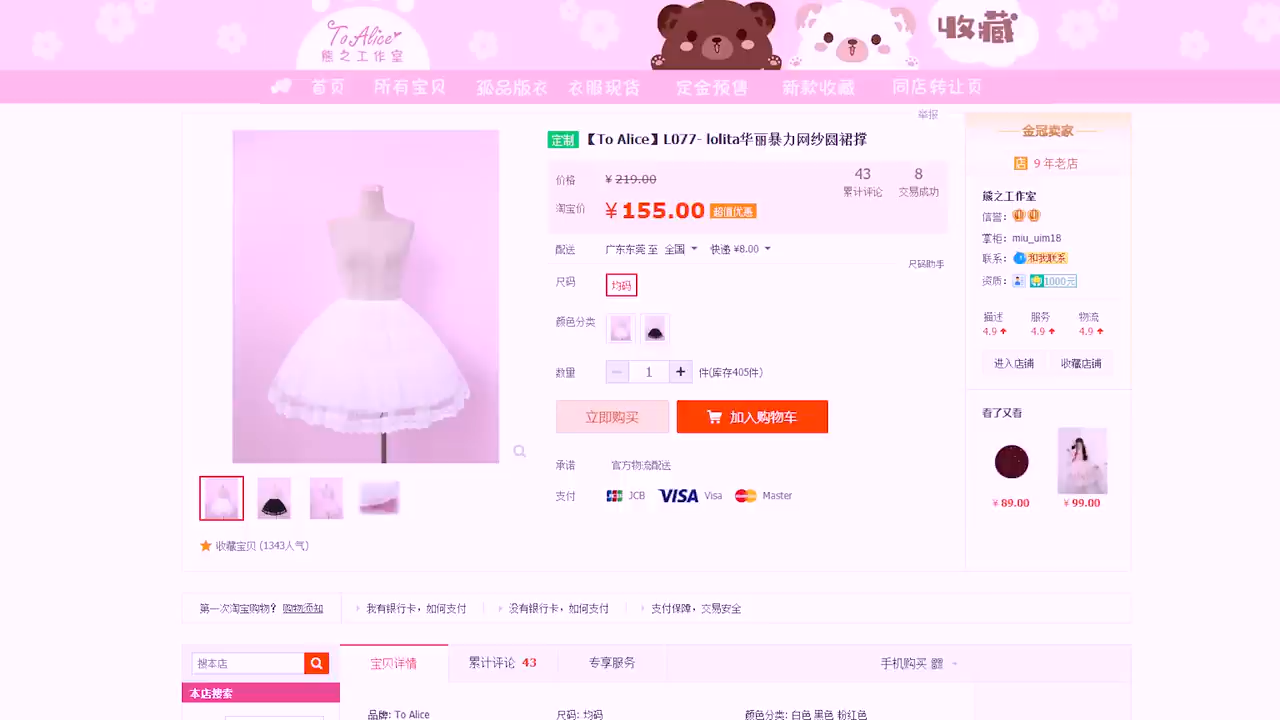 To Alice
熊之工作室
收藏
首页 所有宝贝 孤品版衣 衣服现货 定金预售 新款收藏 同店转让页
举报
定制 【To Alice】L077- lolita华丽暴力网纱圆裙撑
价格 ¥ 219.00
淘宝价 ¥ 155.00 超值优惠
43 累计评论
8 交易成功
配送 广东东莞 至 全国 快递 ¥8.00
尺码助手
尺码 均码
颜色分类
数量 1 件(库存405件)
立即购买 加入购物车
承诺 官方物流配送
支付 JCB JCB VISA Visa Master
收藏宝贝 (1343人气)
金冠卖家
店 9 年老店
熊之工作室
信誉：
掌柜： miu_uim18
联系： 和我联系
资质： 1000元
描述 服务 物流
4.9 4.9 4.9
进入店铺 收藏店铺
看了又看
¥ 89.00 ¥ 99.00
第一次淘宝购物？ 购物须知 我有银行卡，如何支付 没有银行卡，如何支付 支付保障，交易安全
搜本店
本店搜索
宝贝详情 累计评论 43 专享服务 手机购买
品牌: To Alice 尺码: 均码 颜色分类: 白色 黑色 粉红色